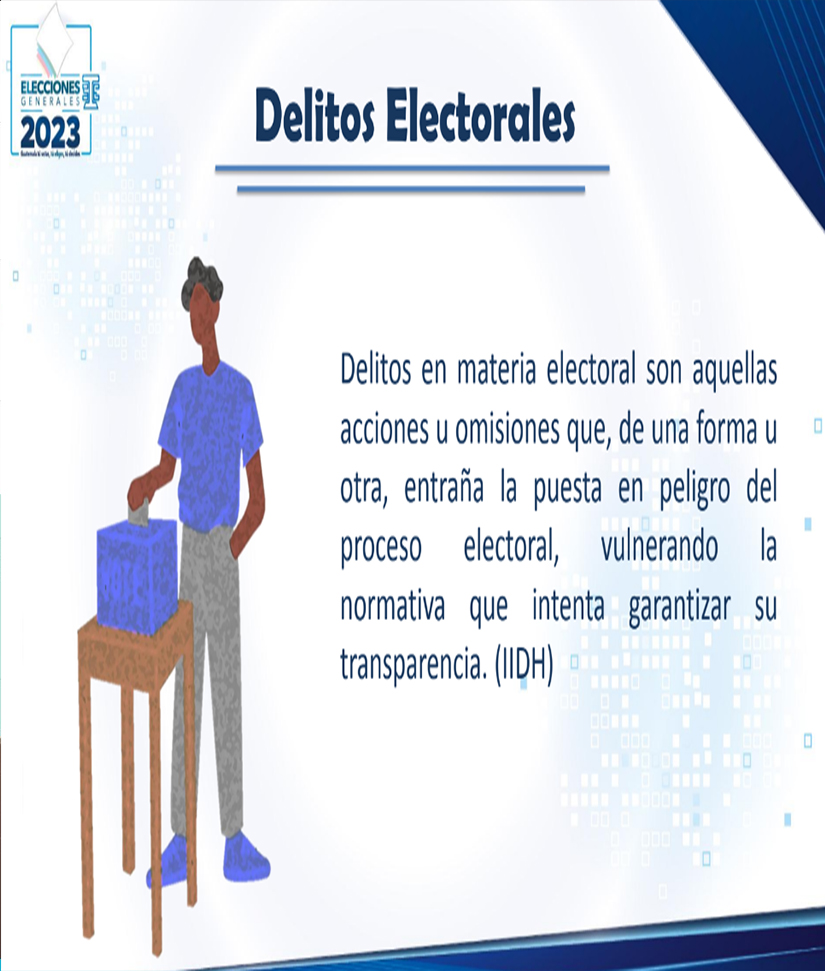 ELECCIONES
GENERALES
2023
Delitos Electorales
Delitos en materia electoral son aquellas
acciones u omisiones que, de una forma u
otra, entraña la puesta en peligro del
proceso electoral, vulnerando la
normativa que intenta garantizar su
transparencia. (IIDH)